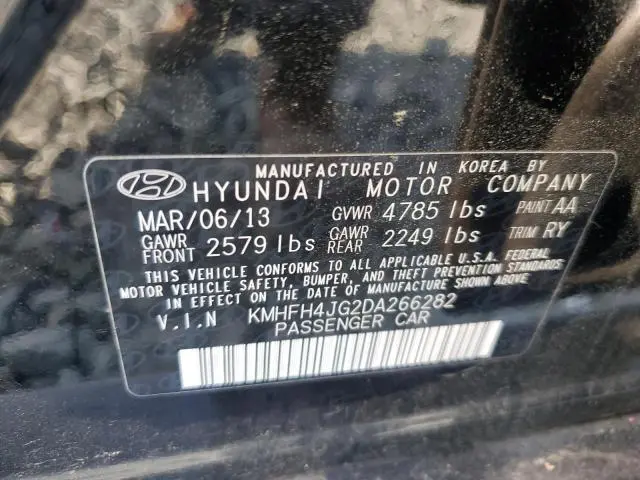 MANUFACTURED IN KOREA BY
HYUNDAI MOTOR COMPANY
MAR/06/13 GVWR 4785 lbs PAINT AA
GAWR FRONT 2579 lbs GAWR REAR 2249 lbs TRIM RY
THIS VEHICLE CONFORMS TO ALL APPLICABLE U.S.A. FEDERAL
MOTOR VEHICLE SAFETY, BUMPER, AND THEFT PREVENTION STANDARDS
IN EFFECT ON THE DATE OF MANUFACTURE SHOWN ABOVE.
V.I.N KMHFH4JG2DA266282
PASSENGER CAR